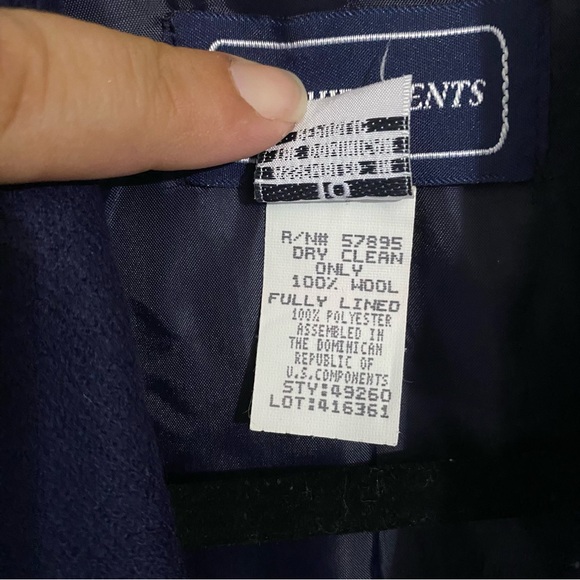 ENTS
R/N# 57895
DRY CLEAN
ONLY
100% WOOL
FULLY LINED
100% POLYESTER
ASSEMBLED IN
THE DOMINICAN
REPUBLIC OF
U.S.COMPONENTS
STY:49260
LOT:416361